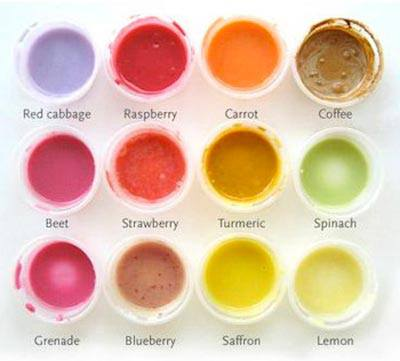 Red cabbage Raspberry Carrot Coffee
Beet Strawberry Turmeric Spinach
Grenade Blueberry Saffron Lemon